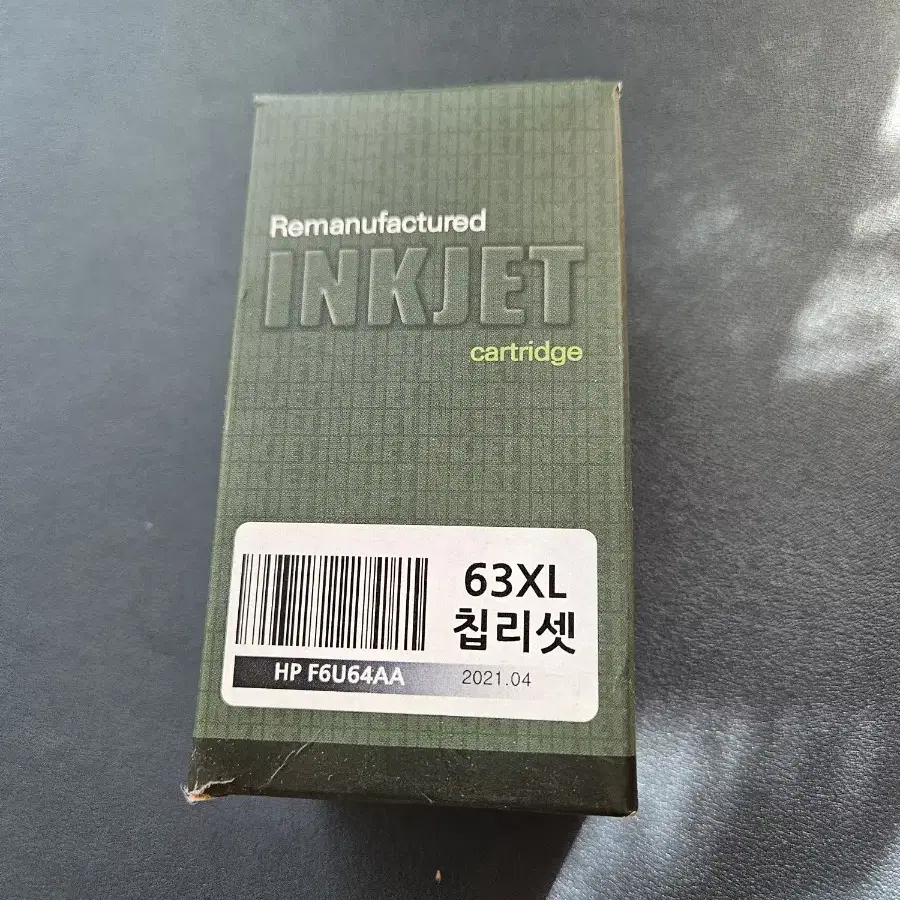 Remanufactured
INKJET
cartridge
63XL
칩리셋
HP F6U64AA
2021.04